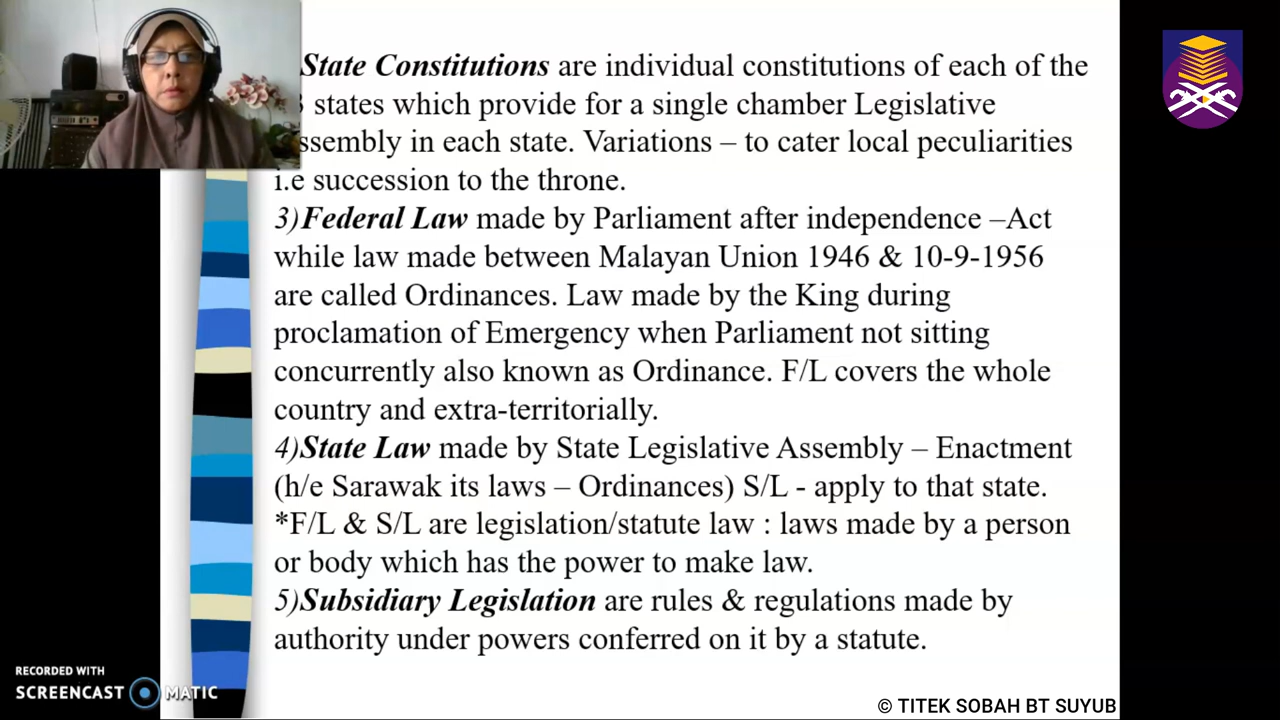 State Constitutions are individual constitutions of each of the
states which provide for a single chamber Legislative
ssembly in each state. Variations – to cater local peculiarities
i.e succession to the throne.
3)Federal Law made by Parliament after independence –Act
while law made between Malayan Union 1946 & 10-9-1956
are called Ordinances. Law made by the King during
proclamation of Emergency when Parliament not sitting
concurrently also known as Ordinance. F/L covers the whole
country and extra-territorially.
4)State Law made by State Legislative Assembly – Enactment
(h/e Sarawak its laws – Ordinances) S/L - apply to that state.
*F/L & S/L are legislation/statute law : laws made by a person
or body which has the power to make law.
5)Subsidiary Legislation are rules & regulations made by
authority under powers conferred on it by a statute.
RECORDED WITH
SCREENCAST MATIC
© TITEK SOBAH BT SUYUB